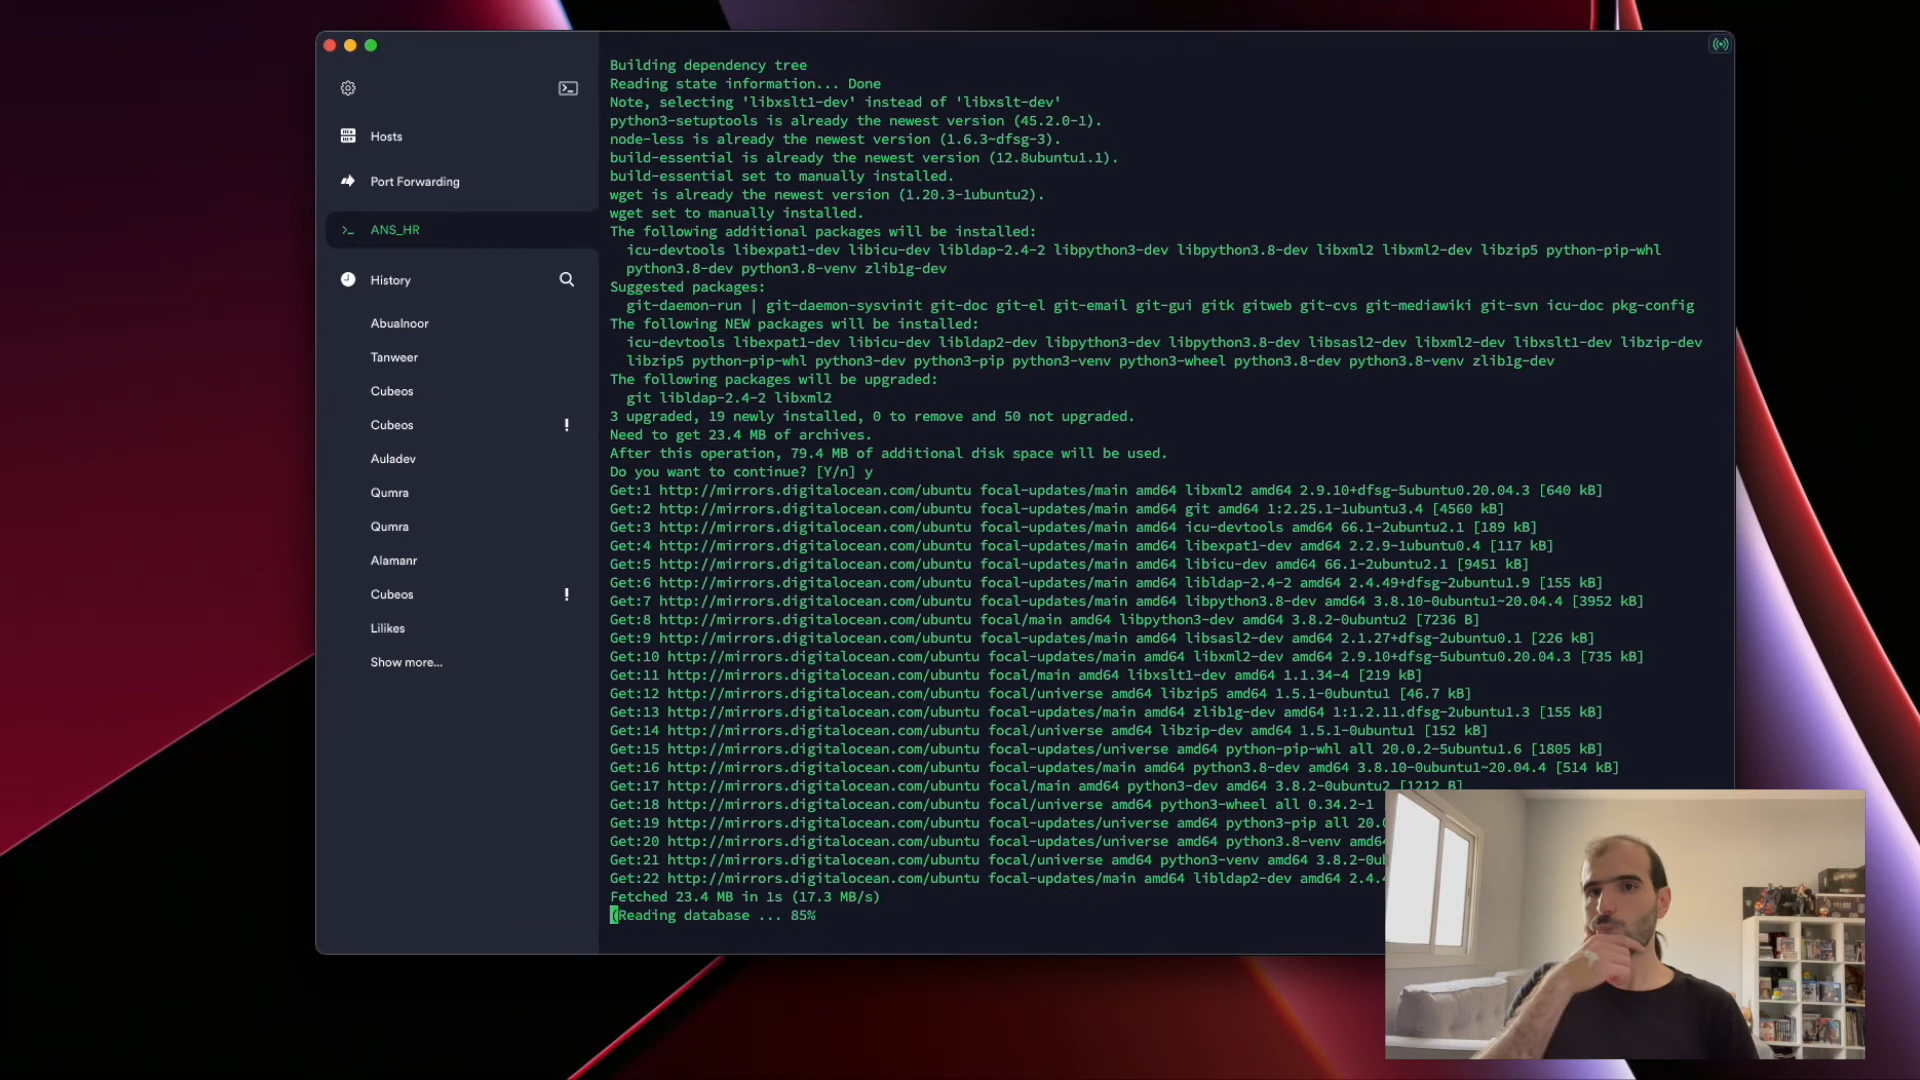 Hosts
Port Forwarding
ANS_HR
History
Abualnoor
Tanweer
Cubeos
Cubeos
Auladev
Qumra
Qumra
Alamanr
Cubeos
Lilikes
Show more...
Building dependency tree
Reading state information... Done
Note, selecting 'libxslt1-dev' instead of 'libxslt-dev'
python3-setuptools is already the newest version (45.2.0-1).
node-less is already the newest version (1.6.3~dfsg-3).
build-essential is already the newest version (12.8ubuntu1.1).
build-essential set to manually installed.
wget is already the newest version (1.20.3-1ubuntu2).
wget set to manually installed.
The following additional packages will be installed:
icu-devtools libexpat1-dev libicu-dev libldap-2.4-2 libpython3-dev libpython3.8-dev libxml2 libxml2-dev libzip5 python-pip-whl
python3.8-dev python3.8-venv zlib1g-dev
Suggested packages:
git-daemon-run | git-daemon-sysvinit git-doc git-el git-email git-gui gitk gitweb git-cvs git-mediawiki git-svn icu-doc pkg-config
The following NEW packages will be installed:
icu-devtools libexpat1-dev libicu-dev libldap2-dev libpython3-dev libpython3.8-dev libsasl2-dev libxml2-dev libxslt1-dev libzip-dev
libzip5 python-pip-whl python3-dev python3-pip python3-venv python3-wheel python3.8-dev python3.8-venv zlib1g-dev
The following packages will be upgraded:
git libldap-2.4-2 libxml2
3 upgraded, 19 newly installed, 0 to remove and 50 not upgraded.
Need to get 23.4 MB of archives.
After this operation, 79.4 MB of additional disk space will be used.
Do you want to continue? [Y/n] y
Get:1 http://mirrors.digitalocean.com/ubuntu focal-updates/main amd64 libxml2 amd64 2.9.10+dfsg-5ubuntu0.20.04.3 [640 kB]
Get:2 http://mirrors.digitalocean.com/ubuntu focal-updates/main amd64 git amd64 1:2.25.1-1ubuntu3.4 [4560 kB]
Get:3 http://mirrors.digitalocean.com/ubuntu focal-updates/main amd64 icu-devtools amd64 66.1-2ubuntu2.1 [189 kB]
Get:4 http://mirrors.digitalocean.com/ubuntu focal-updates/main amd64 libexpat1-dev amd64 2.2.9-1ubuntu0.4 [117 kB]
Get:5 http://mirrors.digitalocean.com/ubuntu focal-updates/main amd64 libicu-dev amd64 66.1-2ubuntu2.1 [9451 kB]
Get:6 http://mirrors.digitalocean.com/ubuntu focal-updates/main amd64 libldap-2.4-2 amd64 2.4.49+dfsg-2ubuntu1.9 [155 kB]
Get:7 http://mirrors.digitalocean.com/ubuntu focal-updates/main amd64 libpython3.8-dev amd64 3.8.10-0ubuntu1~20.04.4 [3952 kB]
Get:8 http://mirrors.digitalocean.com/ubuntu focal/main amd64 libpython3-dev amd64 3.8.2-0ubuntu2 [7236 B]
Get:9 http://mirrors.digitalocean.com/ubuntu focal-updates/main amd64 libsasl2-dev amd64 2.1.27+dfsg-2ubuntu0.1 [226 kB]
Get:10 http://mirrors.digitalocean.com/ubuntu focal-updates/main amd64 libxml2-dev amd64 2.9.10+dfsg-5ubuntu0.20.04.3 [735 kB]
Get:11 http://mirrors.digitalocean.com/ubuntu focal/main amd64 libxslt1-dev amd64 1.1.34-4 [219 kB]
Get:12 http://mirrors.digitalocean.com/ubuntu focal/universe amd64 libzip5 amd64 1.5.1-0ubuntu1 [46.7 kB]
Get:13 http://mirrors.digitalocean.com/ubuntu focal-updates/main amd64 zlib1g-dev amd64 1:1.2.11.dfsg-2ubuntu1.3 [155 kB]
Get:14 http://mirrors.digitalocean.com/ubuntu focal/universe amd64 libzip-dev amd64 1.5.1-0ubuntu1 [152 kB]
Get:15 http://mirrors.digitalocean.com/ubuntu focal-updates/universe amd64 python-pip-whl all 20.0.2-5ubuntu1.6 [1805 kB]
Get:16 http://mirrors.digitalocean.com/ubuntu focal-updates/main amd64 python3.8-dev amd64 3.8.10-0ubuntu1~20.04.4 [514 kB]
Get:17 http://mirrors.digitalocean.com/ubuntu focal/main amd64 python3-dev amd64 3.8.2-0ubuntu2 [1212 B]
Get:18 http://mirrors.digitalocean.com/ubuntu focal/universe amd64 python3-wheel all 0.34.2-1
Get:19 http://mirrors.digitalocean.com/ubuntu focal-updates/universe amd64 python3-pip all 20.
Get:20 http://mirrors.digitalocean.com/ubuntu focal-updates/universe amd64 python3.8-venv amd6
Get:21 http://mirrors.digitalocean.com/ubuntu focal/universe amd64 python3-venv amd64 3.8.2-0u
Get:22 http://mirrors.digitalocean.com/ubuntu focal-updates/main amd64 libldap2-dev amd64 2.4.
Fetched 23.4 MB in 1s (17.3 MB/s)
(Reading database ... 85%